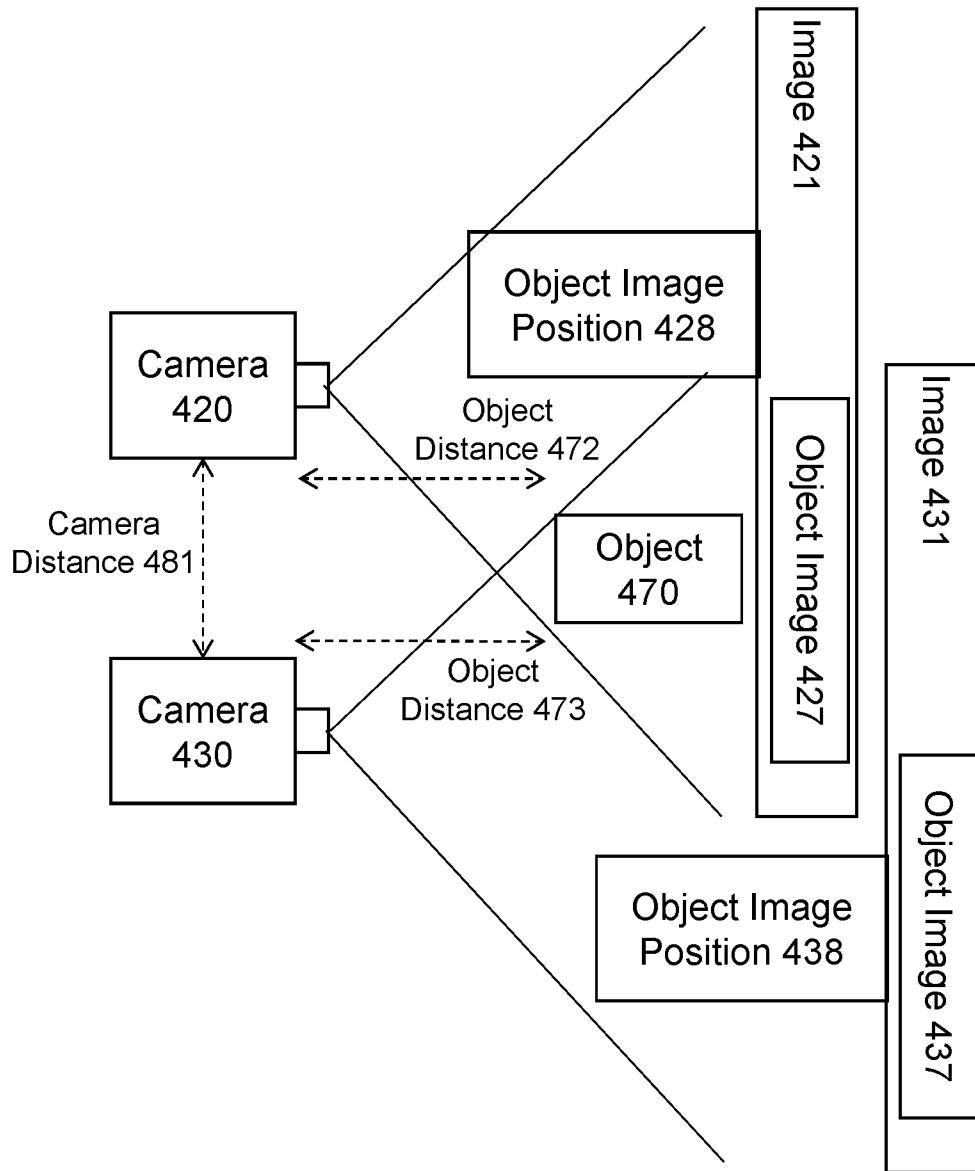 Image 421
Object Image
Position 428
Camera
420
Image 431
Object
Distance 472
Object Image 427
Camera
Distance 481
Object
470
Object
Distance 473
Camera
430
Object Image 437
Object Image
Position 438